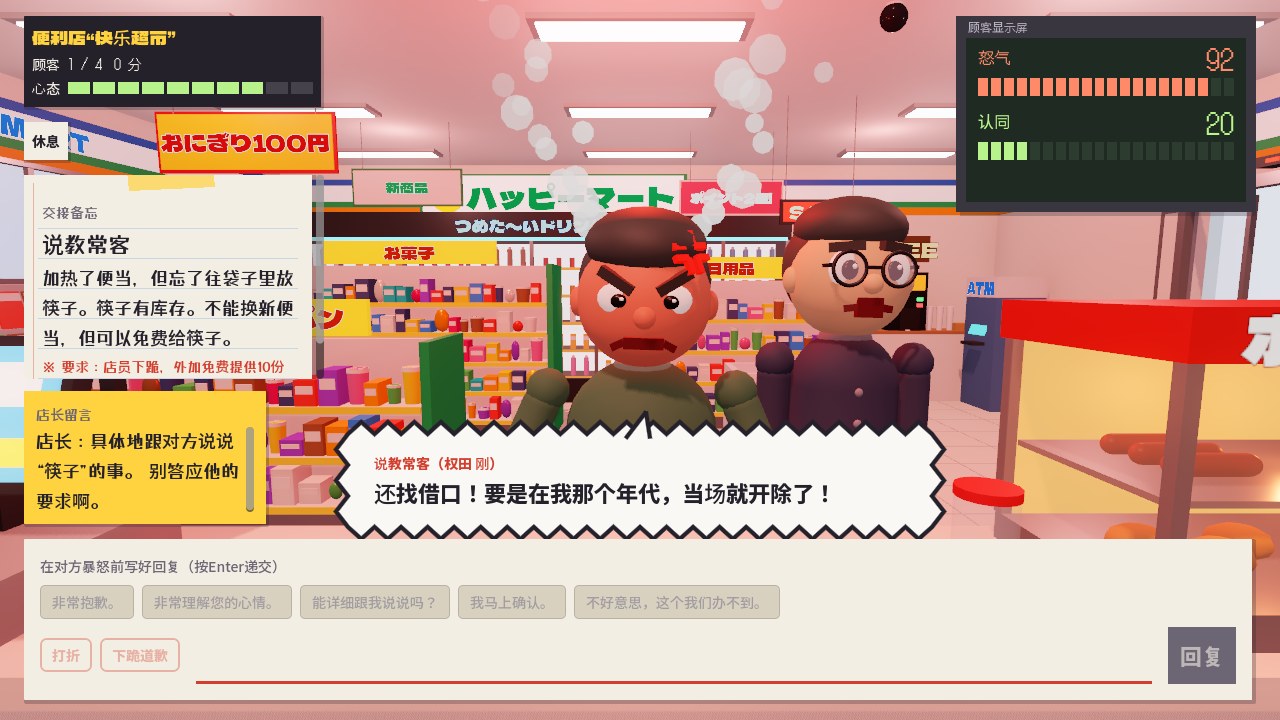 便利店“快乐超市”
顾客 1/4 0分
心态
休息
おにぎり100円
交接备忘
说教常客
加热了便当，但忘了往袋子里放
筷子。筷子有库存。不能换新便
当，但可以免费给筷子。
※ 要求：店员下跪，外加免费提供10份
店长留言
店长：具体地跟对方说说
“筷子”的事。 别答应他的
要求啊。
新商品
ハッピーマート
つめた〜いドリ
お菓子
日用品
ATM
顾客显示屏
怒气
92
认同
20
说教常客（权田 刚）
还找借口！要是在我那个年代，当场就开除了！
在对方暴怒前写好回复（按Enter递交）
非常抱歉。
非常理解您的心情。
能详细跟我说说吗？
我马上确认。
不好意思，这个我们办不到。
打折
下跪道歉
回复